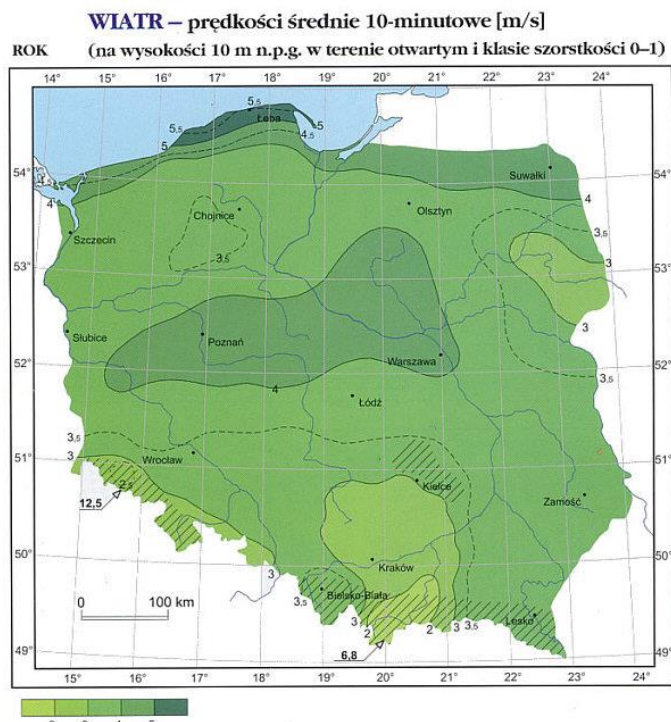 WIATR – prędkości średnie 10-minutowe [m/s]
ROK (na wysokości 10 m n.p.g. w terenie otwartym i klasie szorstkości 0–1)
14° 15° 16° 17° 18° 19° 20° 21° 22° 23° 24°
5,5
Łeba
5,5 5
5 4,5
54° 4,5 Suwałki 54°
4 4
Chojnice Olsztyn
Szczecin 3,5
3,5 3
53° 53°
Słubice Poznań 3
52° Warszawa 52°
4 3,5
Łódź
3,5
51° 3 Wrocław 51°
2,5 Kielce
12,5 Zamość
50° Kraków 50°
3
3,5 Bielsko-Biała Lesko
0 100 km 3 2 2 3 3,5
49° 6,8 49°
15° 16° 17° 18° 19° 20° 21° 22° 23° 24°